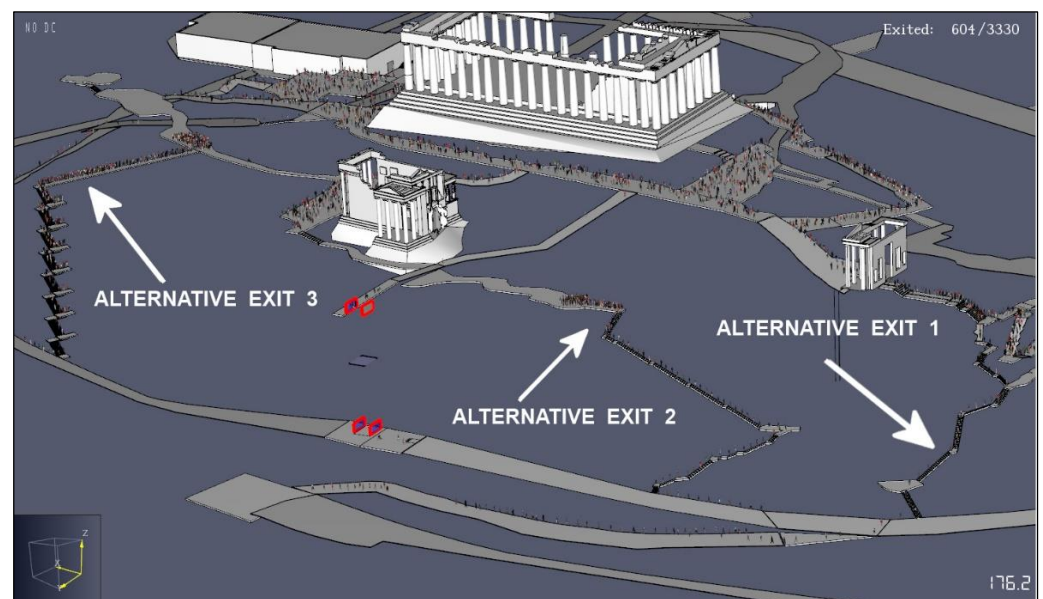 NO DC
Exited: 604/3330
ALTERNATIVE EXIT 3
ALTERNATIVE EXIT 1
ALTERNATIVE EXIT 2
Z
X
176.2